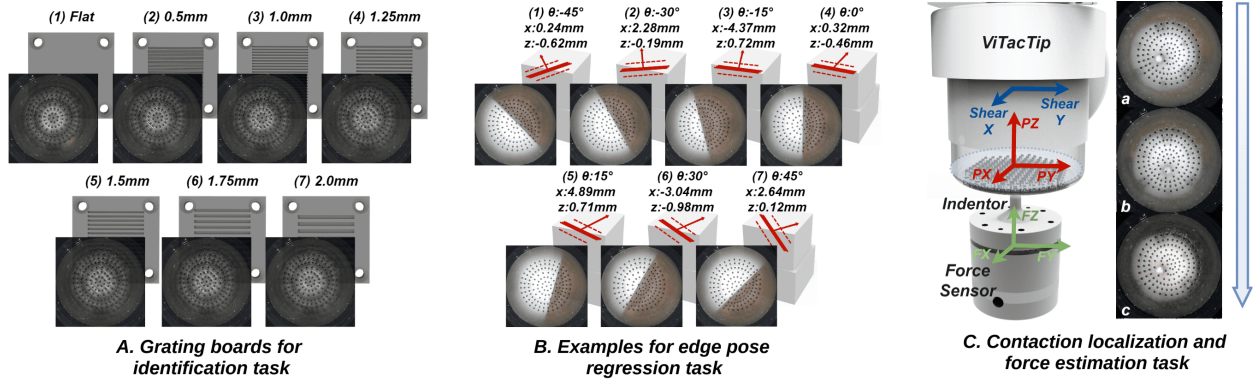 (1) Flat
(2) 0.5mm
(3) 1.0mm
(4) 1.25mm
(5) 1.5mm
(6) 1.75mm
(7) 2.0mm
A. Grating boards for
identification task
(1) θ:-45°
x:0.24mm
z:-0.62mm
(2) θ:-30°
x:2.28mm
z:-0.19mm
(3) θ:-15°
x:-4.37mm
z:0.72mm
(4) θ:0°
x:0.32mm
z:-0.46mm
(5) θ:15°
x:4.89mm
z:0.71mm
(6) θ:30°
x:-3.04mm
z:-0.98mm
(7) θ:45°
x:2.64mm
z:0.12mm
B. Examples for edge pose
regression task
ViTacTip
Shear
X
Shear
Y
PZ
PX
PY
Indentor
FZ
FX
FY
Force
Sensor
a
b
c
C. Contaction localization and
force estimation task